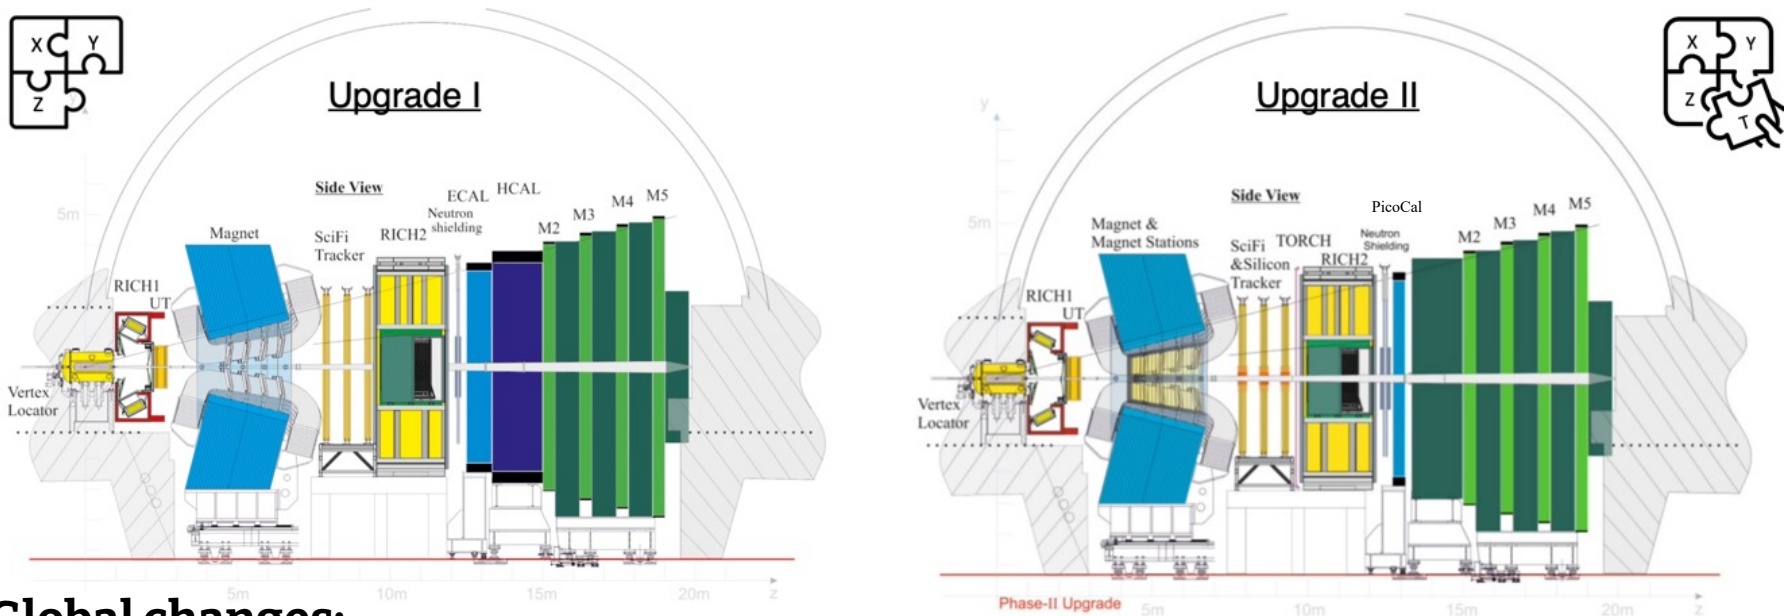 X Y
Z
Upgrade I
5m
Side View
Magnet
SciFi
Tracker
RICH2
ECAL
HCAL
Neutron
shielding
M2
M3
M4
M5
RICH1
UT
Vertex
Locator
5m
10m
15m
20m
z
X Y
Z
T
Upgrade II
y
5m
Side View
Magnet &
Magnet Stations
SciFi
&Silicon
Tracker
TORCH
RICH2
PicoCal
Neutron
Shielding
M2
M3
M4
M5
RICH1
UT
Vertex
Locator
Phase-II Upgrade
5m
10m
15m
20m
z
Global changes: